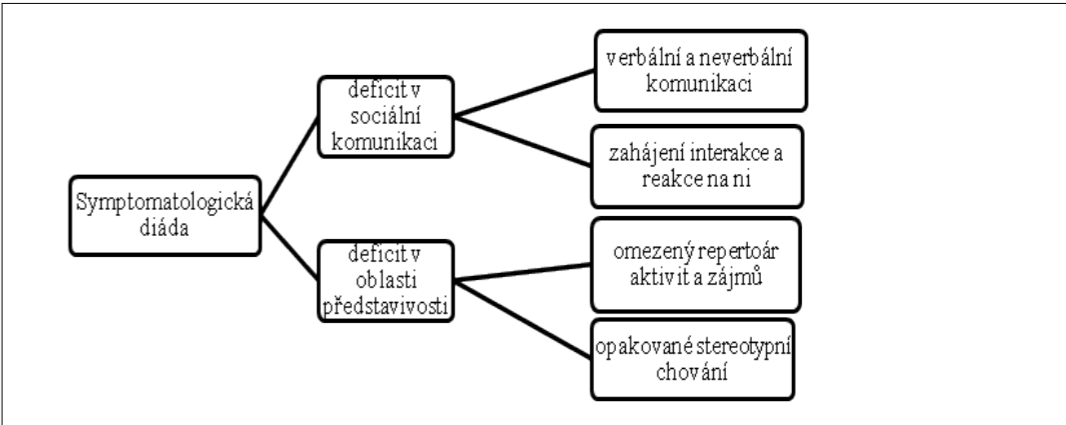 Symptomatologická
diáda
deficit v
sociální
komunikaci
verbální a neverbální
komunikaci
zahájení interakce a
reakce na ni
deficit v
oblasti
představivosti
omezený repertoár
aktivit a zájmů
opakované stereotypní
chování